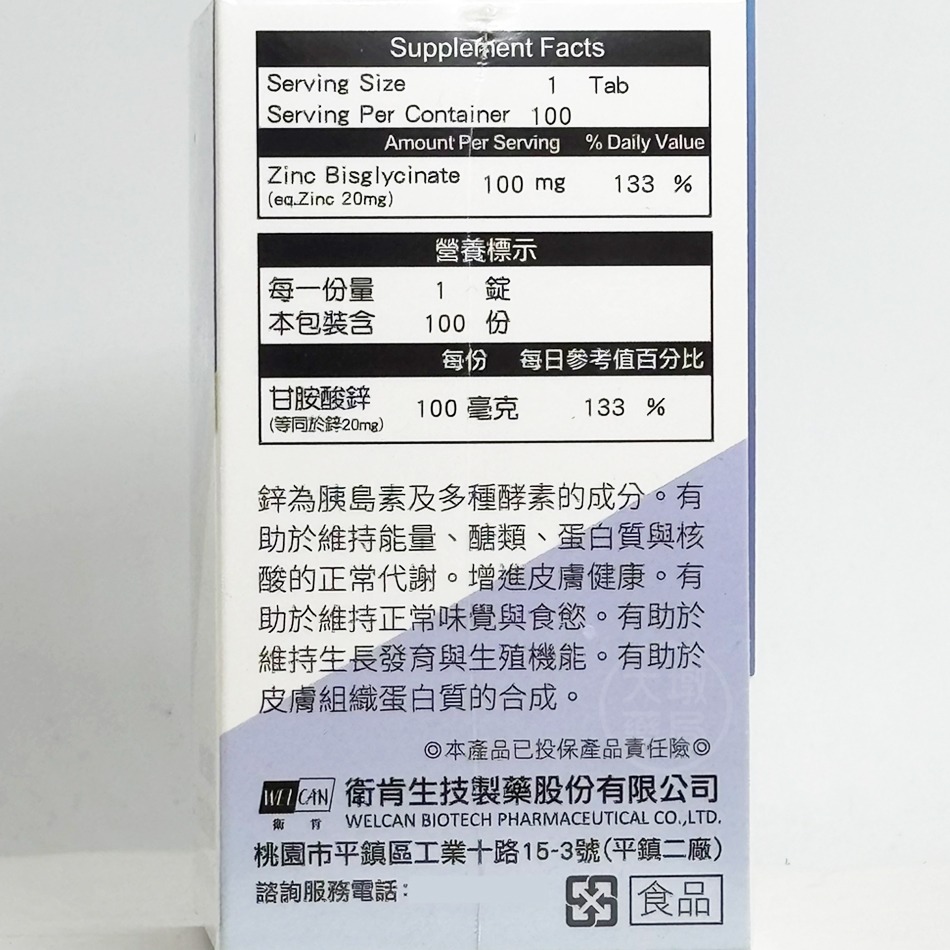 Supplement Facts
Serving Size 1 Tab
Serving Per Container 100
Amount Per Serving % Daily Value
Zinc Bisglycinate 100 mg 133 %
(eq.Zinc 20mg)
營養標示
每一份量 1 錠
本包裝含 100 份
每份 每日參考值百分比
甘胺酸鋅 100 毫克 133 %
(等同於鋅20mg)
鋅為胰島素及多種酵素的成分。有
助於維持能量、醣類、蛋白質與核
酸的正常代謝。增進皮膚健康。有
助於維持正常味覺與食慾。有助於
維持生長發育與生殖機能。有助於
皮膚組織蛋白質的合成。
◎本產品已投保產品責任險◎
WEI CAN 衛肯生技製藥股份有限公司
衛肯 WELCAN BIOTECH PHARMACEUTICAL CO.,LTD.
桃園市平鎮區工業十路15-3號(平鎮二廠)
諮詢服務電話:
食品